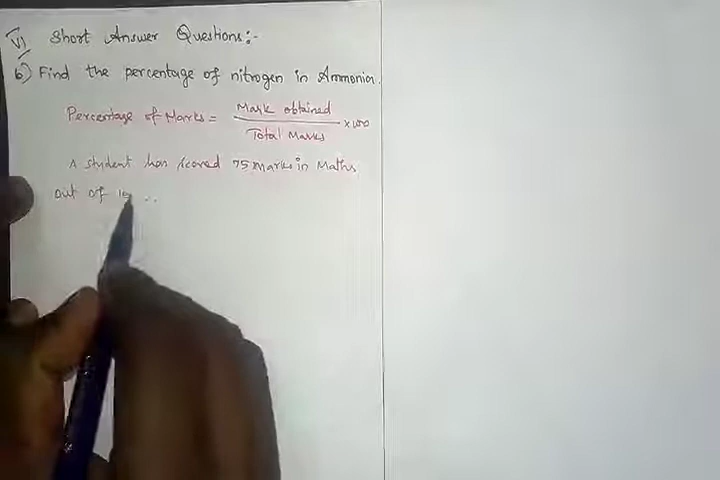 VI) Short Answer Questions:-
6) Find the percentage of nitrogen in Ammonia.
Percentage of Marks = Mark obtained / Total Marks × 100
A student has scored 75 marks in Maths
out of